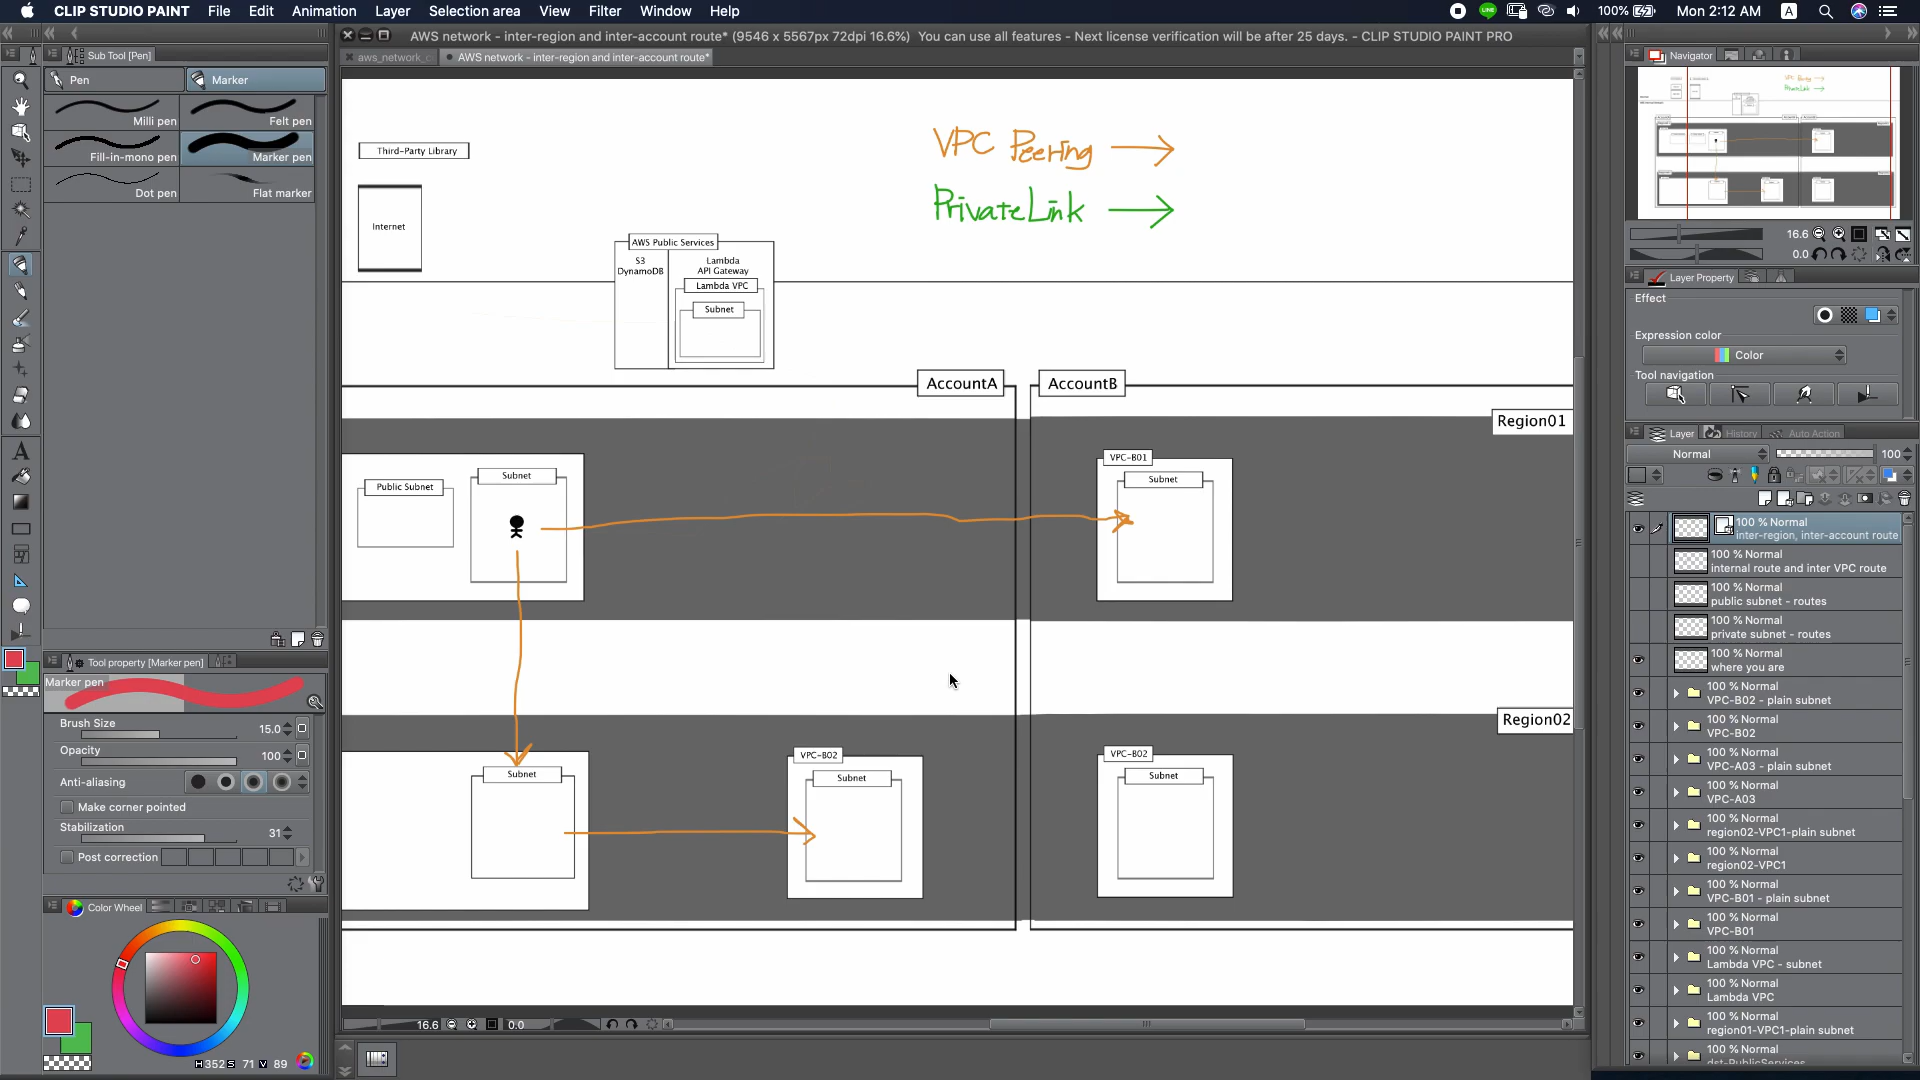 CLIP STUDIO PAINT File Edit Animation Layer Selection area View Filter Window Help
100% Mon 2:12 AM A
AWS network - inter-region and inter-account route* (9546 x 5567px 72dpi 16.6%) You can use all features - Next license verification will be after 25 days. - CLIP STUDIO PAINT PRO
aws_network_c
AWS network - inter-region and inter-account route*
Sub Tool [Pen]
Pen
Marker
Milli pen
Felt pen
Fill-in-mono pen
Marker pen
Dot pen
Flat marker
Tool property [Marker pen]
Marker pen
Brush Size 15.0
Opacity 100
Anti-aliasing
Make corner pointed
Stabilization 31
Post correction
Color Wheel
H 352 S 71 V 89
Third-Party Library
Internet
AWS Public Services
S3
DynamoDB
Lambda
API Gateway
Lambda VPC
Subnet
VPC Peering
PrivateLink
AccountA
AccountB
Region01
Public Subnet
Subnet
VPC-B01
Subnet
Region02
Subnet
VPC-B02
Subnet
VPC-B02
Subnet
16.6 0.0
Navigator
16.6
0.0
Layer Property
Effect
Expression color
Color
Tool navigation
Layer History Auto Action
Normal 100
100 % Normal
inter-region, inter-account route
100 % Normal
internal route and inter VPC route
100 % Normal
public subnet - routes
100 % Normal
private subnet - routes
100 % Normal
where you are
100 % Normal
VPC-B02 - plain subnet
100 % Normal
VPC-B02
100 % Normal
VPC-A03 - plain subnet
100 % Normal
VPC-A03
100 % Normal
region02-VPC1-plain subnet
100 % Normal
region02-VPC1
100 % Normal
VPC-B01 - plain subnet
100 % Normal
VPC-B01
100 % Normal
Lambda VPC - subnet
100 % Normal
Lambda VPC
100 % Normal
region01-VPC1-plain subnet
100 % Normal
dst-PublicServices